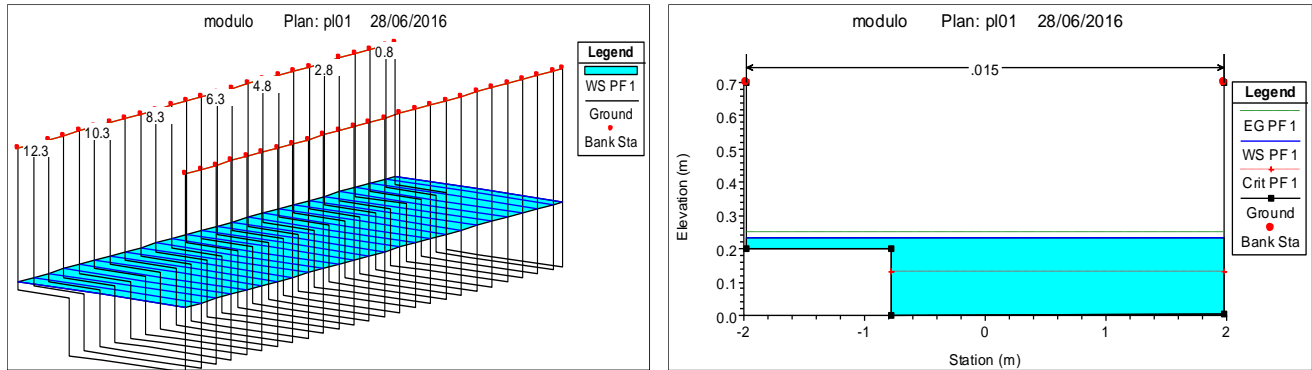 modulo Plan: pl01 28/06/2016
0.8
2.8
4.8
6.3
8.3
10.3
12.3
Legend
WS PF 1
Ground
Bank Sta
modulo Plan: pl01 28/06/2016
.015
0.7
0.6
0.5
0.4
0.3
0.2
0.1
0.0
Elevation (m)
-2
-1
0
1
2
Station (m)
Legend
EG PF 1
WS PF 1
Crit PF 1
Ground
Bank Sta